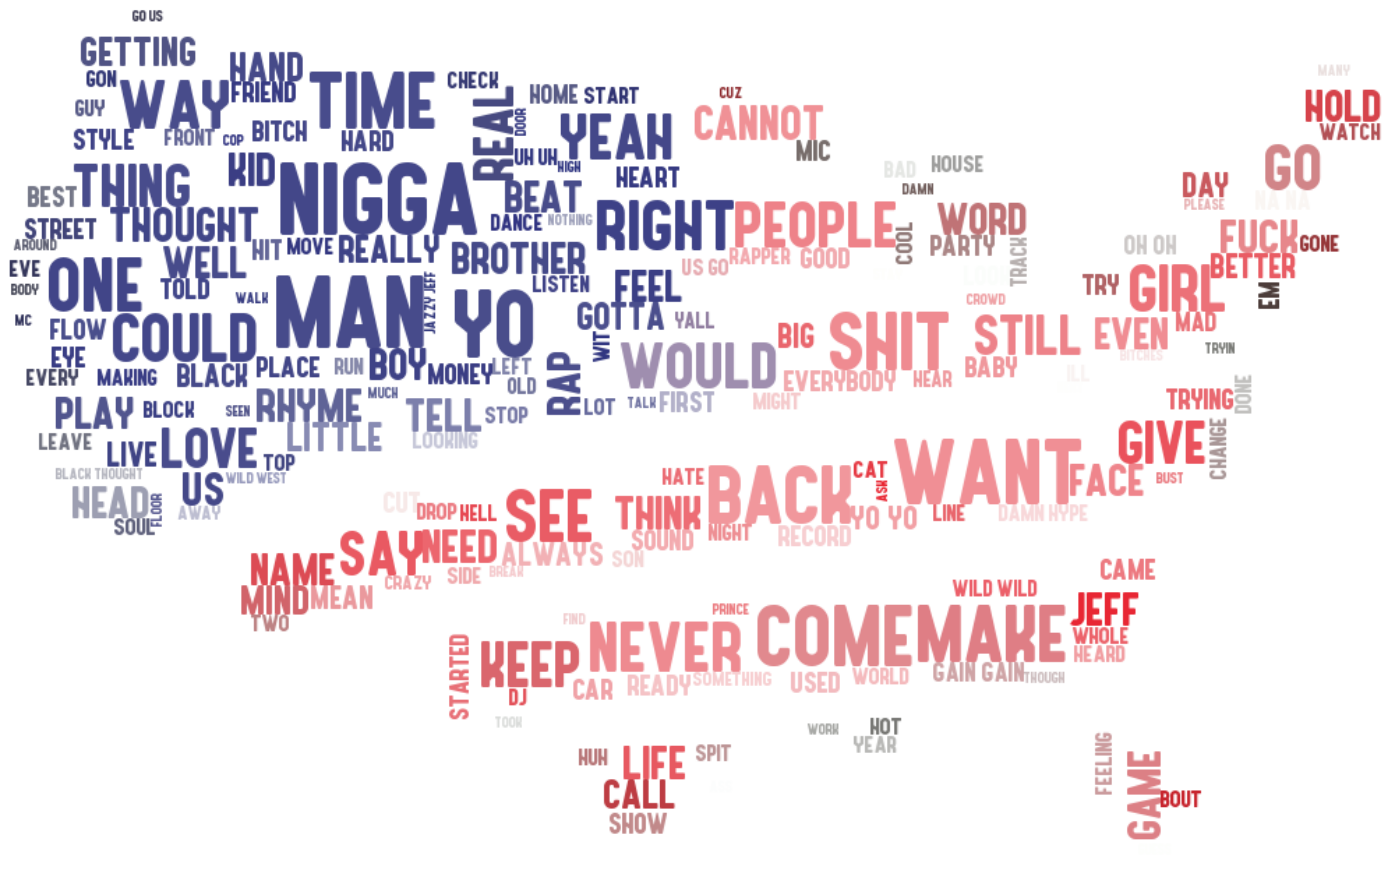 GO US
GETTING
GON
HAND
FRIEND
WAY
TIME
CHECK
GUY
STYLE
FRONT
COP
BITCH
HARD
REAL
DOOR
HOME
START
YEAH
UH UH
HIGH
HEART
CUZ
CANNOT
MIC
MANY
HOLD
WATCH
GO
NA NA
DAY
PLEASE
BAD
HOUSE
DAMN
KID
THING
BEST
NIGGA
BEAT
DANCE
NOTHING
RIGHT
PEOPLE
COOL
WORD
PARTY
TRACK
STREET
THOUGHT
AROUND
HIT
MOVE
REALLY
BROTHER
LISTEN
US GO
RAPPER
GOOD
OH OH
FUCK
GONE
BETTER
EVE
BODY
ONE
WELL
TOLD
WALK
MAN
JAZZY JEFF
YO
FEEL
GOTTA
YALL
LOOK
CROWD
TRY
GIRL
EM
MC
FLOW
COULD
EYE
EVERY
MAKING
BLACK
PLACE
RUN
BOY
MONEY
LEFT
OLD
RAP
WIT
WOULD
BIG
SHIT
STILL
EVEN
MAD
BITCHES
TRYIN
EVERYBODY
HEAR
BABY
ILL
PLAY
BLOCK
SEEN
RHYME
MUCH
TELL
STOP
LOT
TALK
FIRST
MIGHT
TRYING
DONE
LEAVE
LIVE
LOVE
TOP
LITTLE
LOOKING
GIVE
CHANGE
BLACK THOUGHT
WILD WEST
HEAD
FLOOR
SOUL
US
AWAY
HATE
BACK
CAT
ASK
WANT
FACE
BUST
CUT
DROP
HELL
SEE
THINK
NIGHT
YO YO
LINE
DAMN
HYPE
SOUND
RECORD
NAME
SAY
NEED
ALWAYS
SON
CRAZY
SIDE
BREAK
MIND
MEAN
TWO
CAME
WILD WILD
FIND
PRINCE
NEVER
COME
MAKE
JEFF
WHOLE
HEARD
STARTED
KEEP
DJ
CAR
READY
SOMETHING
USED
WORLD
GAIN GAIN
THOUGH
TOOK
WORK
HOT
YEAR
HUH
LIFE
SPIT
CALL
SHOW
FEELING
GAME
BOUT